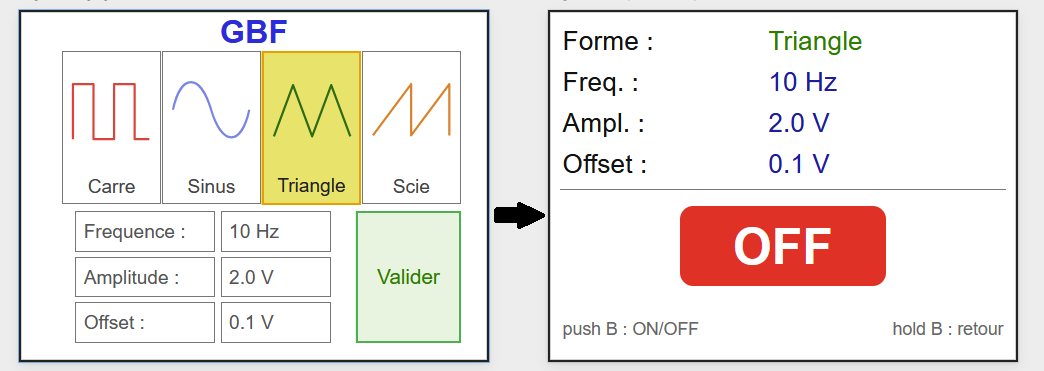 GBF
Carre Sinus Triangle Scie
Frequence : 10 Hz
Amplitude : 2.0 V
Offset : 0.1 V
Valider
Forme : Triangle
Freq. : 10 Hz
Ampl. : 2.0 V
Offset : 0.1 V
OFF
push B : ON/OFF hold B : retour